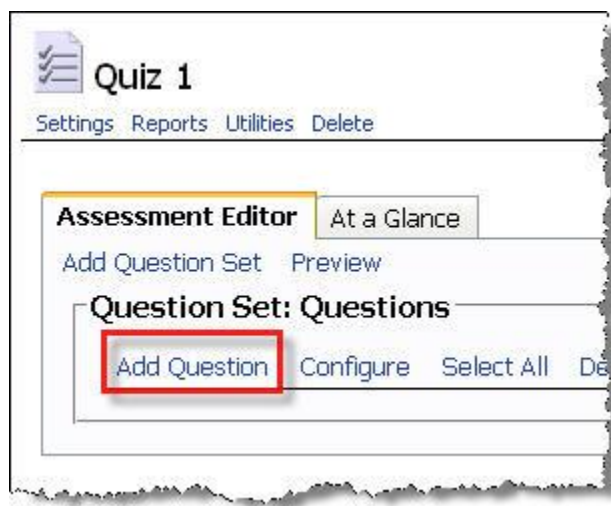 Quiz 1
Settings Reports Utilities Delete
Assessment Editor At a Glance
Add Question Set Preview
Question Set: Questions
Add Question Configure Select All